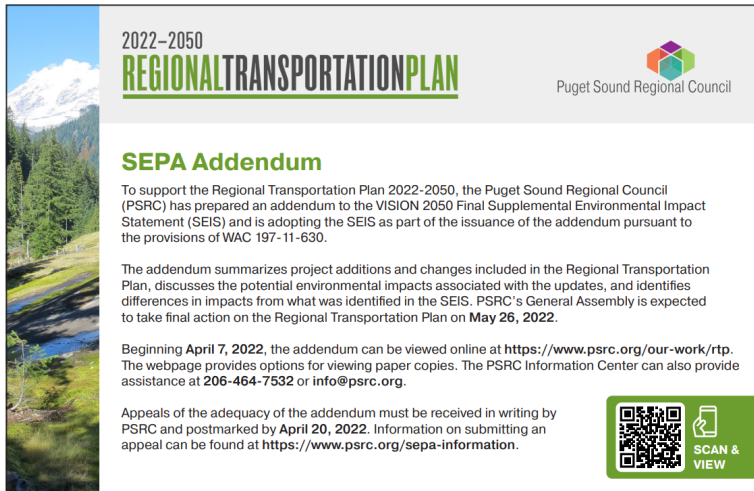 2022–2050
REGIONALTRANSPORTATIONPLAN
Puget Sound Regional Council
SEPA Addendum
To support the Regional Transportation Plan 2022-2050, the Puget Sound Regional Council
(PSRC) has prepared an addendum to the VISION 2050 Final Supplemental Environmental Impact
Statement (SEIS) and is adopting the SEIS as part of the issuance of the addendum pursuant to
the provisions of WAC 197-11-630.
The addendum summarizes project additions and changes included in the Regional Transportation
Plan, discusses the potential environmental impacts associated with the updates, and identifies
differences in impacts from what was identified in the SEIS. PSRC's General Assembly is expected
to take final action on the Regional Transportation Plan on May 26, 2022.
Beginning April 7, 2022, the addendum can be viewed online at https://www.psrc.org/our-work/rtp.
The webpage provides options for viewing paper copies. The PSRC Information Center can also provide
assistance at 206-464-7532 or info@psrc.org.
Appeals of the adequacy of the addendum must be received in writing by
PSRC and postmarked by April 20, 2022. Information on submitting an
appeal can be found at https://www.psrc.org/sepa-information.
SCAN &
VIEW